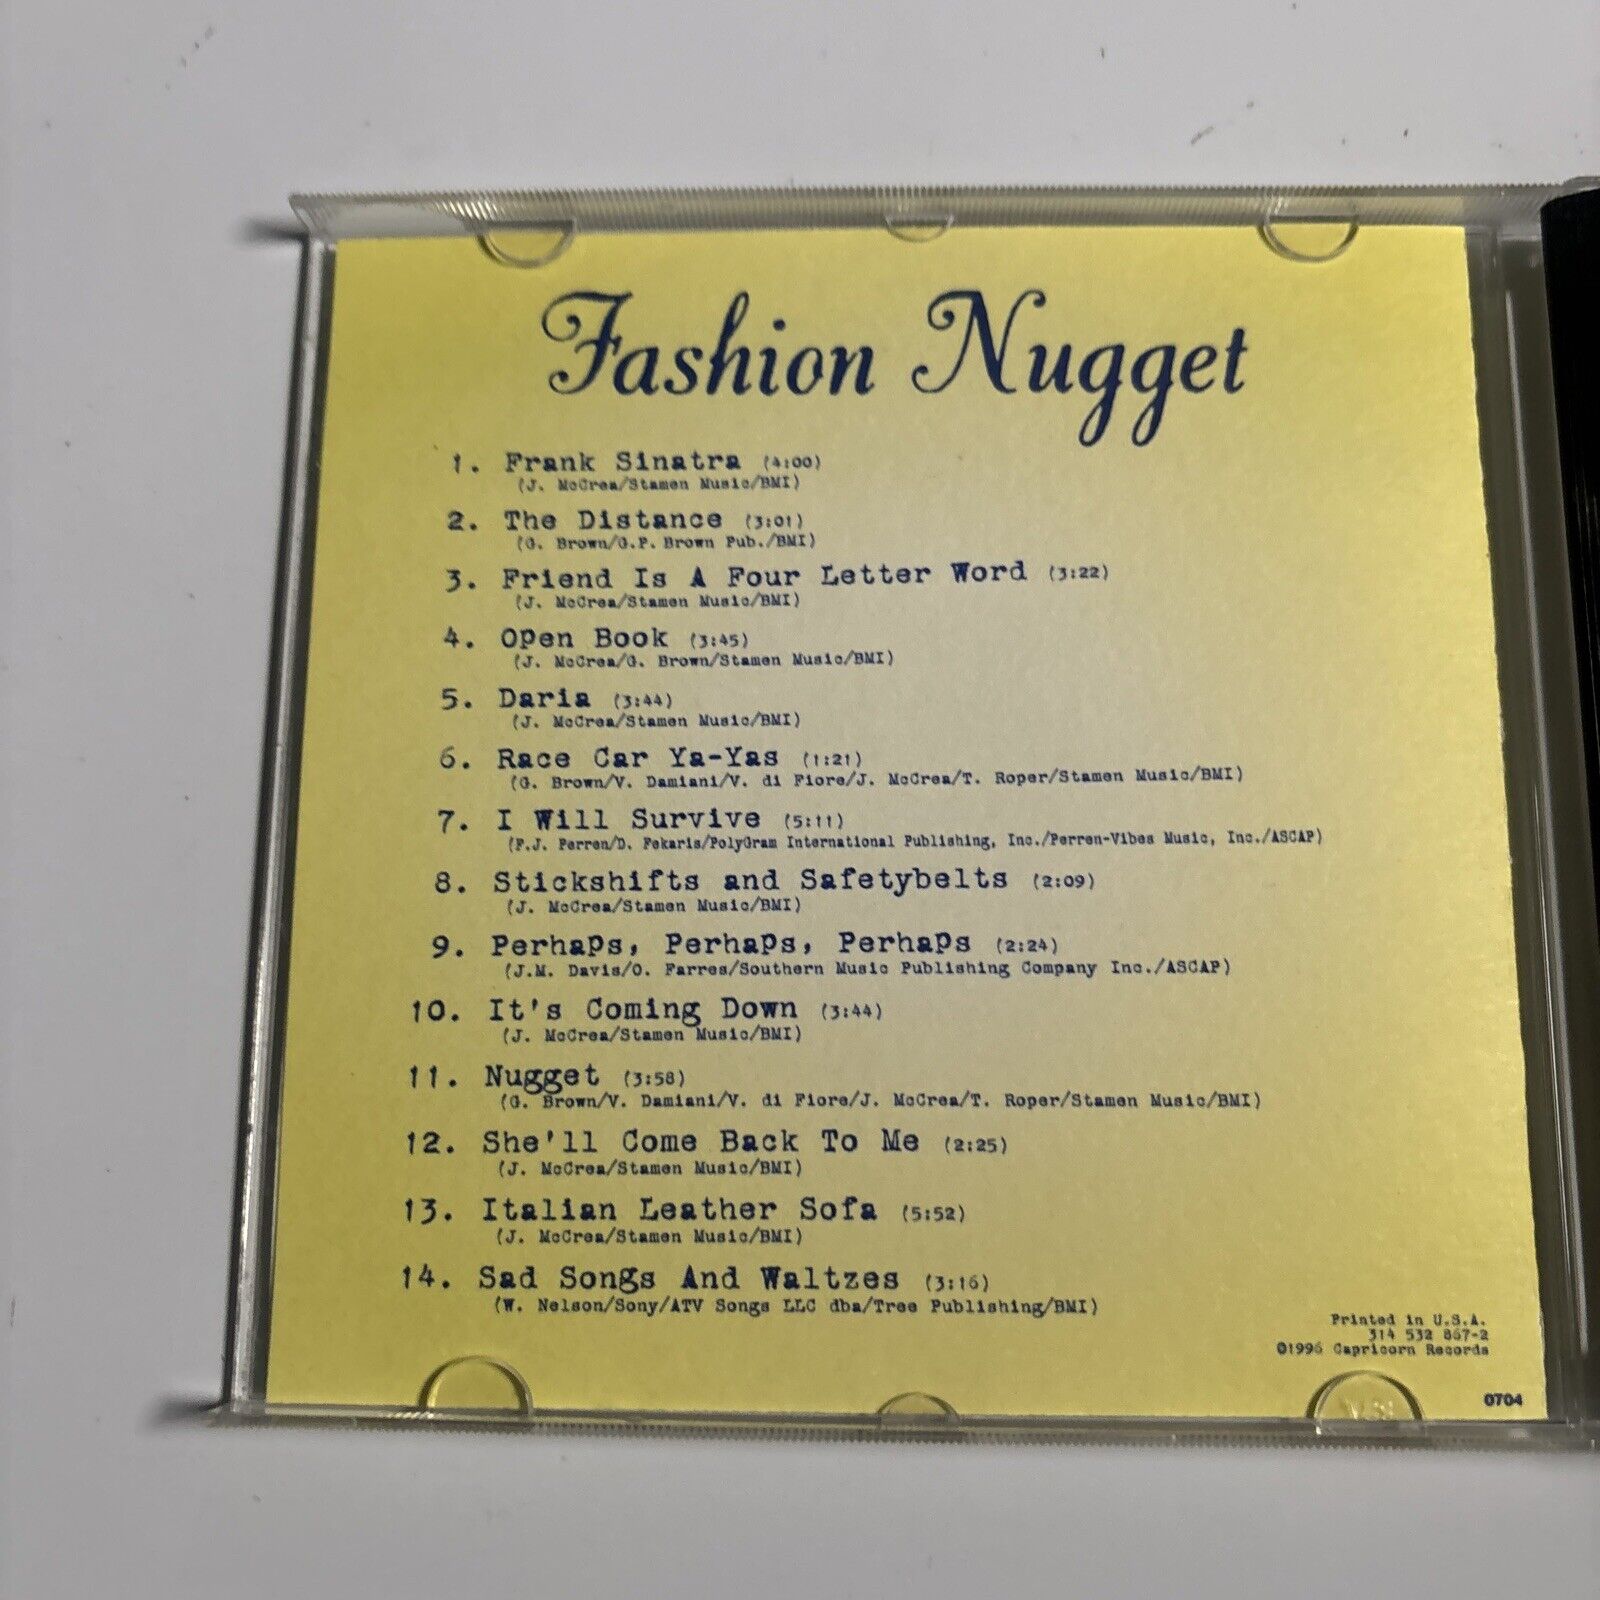 Fashion Nugget
1. Frank Sinatra (4:00)
(J. McCrea/Stamen Music/BMI)
2. The Distance (3:01)
(G. Brown/G.P. Brown Pub./BMI)
3. Friend Is A Four Letter Word (3:22)
(J. McCrea/Stamen Music/BMI)
4. Open Book (3:45)
(J. McCrea/G. Brown/Stamen Music/BMI)
5. Daria (3:44)
(J. McCrea/Stamen Music/BMI)
6. Race Car Ya-Yas (1:21)
(G. Brown/V. Damiani/V. di Fiore/J. McCrea/T. Roper/Stamen Music/BMI)
7. I Will Survive (5:11)
(F.J. Perren/D. Fekaris/PolyGram International Publishing, Inc./Perren-Vibes Music, Inc./ASCAP)
8. Stickshifts and Safetybelts (2:09)
(J. McCrea/Stamen Music/BMI)
9. Perhaps, Perhaps, Perhaps (2:24)
(J.M. Davis/O. Farres/Southern Music Publishing Company Inc./ASCAP)
10. It's Coming Down (3:44)
(J. McCrea/Stamen Music/BMI)
11. Nugget (3:58)
(G. Brown/V. Damiani/V. di Fiore/J. McCrea/T. Roper/Stamen Music/BMI)
12. She'll Come Back To Me (2:25)
(J. McCrea/Stamen Music/BMI)
13. Italian Leather Sofa (5:52)
(J. McCrea/Stamen Music/BMI)
14. Sad Songs And Waltzes (3:16)
(W. Nelson/Sony/ATV Songs LLC dba/Tree Publishing/BMI)
Printed in U.S.A.
314 532 867-2
©1996 Capricorn Records
0704